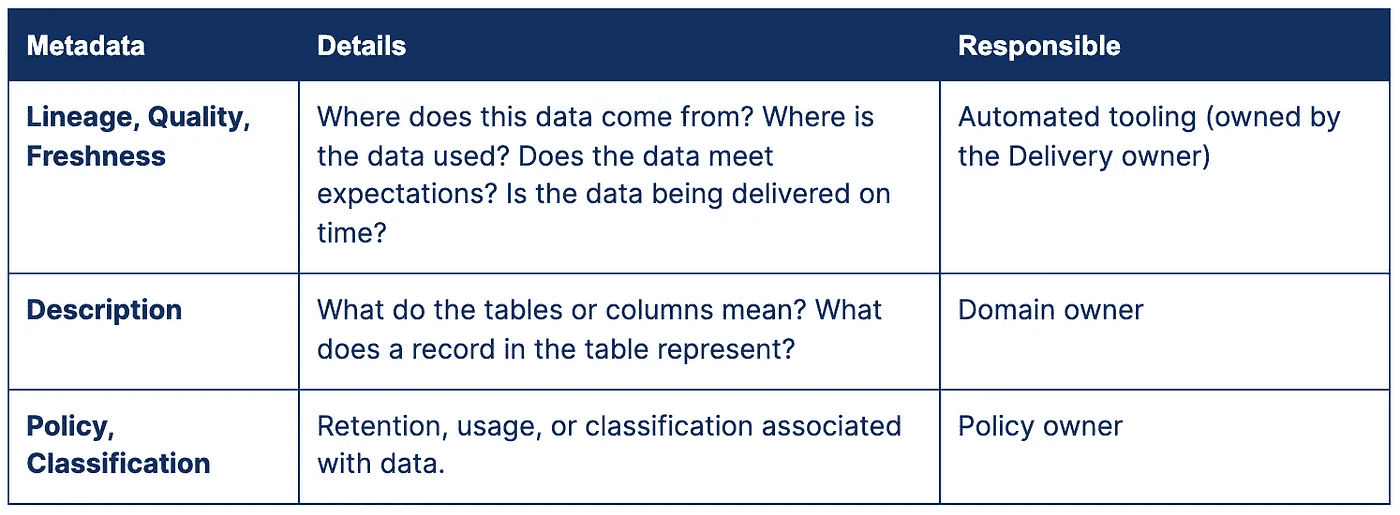 Metadata
Details
Responsible
Lineage, Quality,
Freshness
Where does this data come from? Where is
the data used? Does the data meet
expectations? Is the data being delivered on
time?
Automated tooling (owned by
the Delivery owner)
Description
What do the tables or columns mean? What
does a record in the table represent?
Domain owner
Policy,
Classification
Retention, usage, or classification associated
with data.
Policy owner